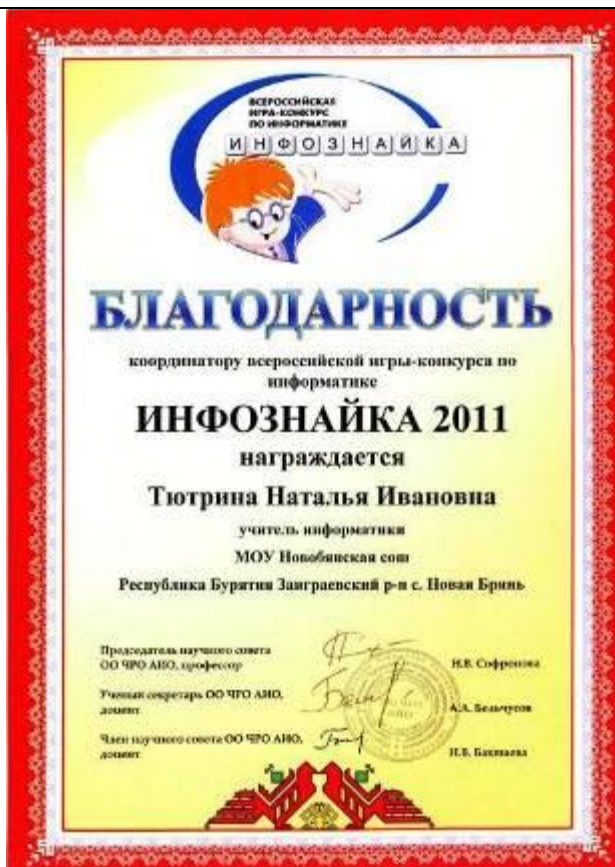 ВСЕРОССИЙСКАЯ
ИГРА-КОНКУРС
ПО ИНФОРМАТИКЕ
ИНФОЗНАЙКА
БЛАГОДАРНОСТЬ
координатору всероссийской игры-конкурса по
информатике
ИНФОЗНАЙКА 2011
награждается
Тютрина Наталья Ивановна
учитель информатики
МОУ Новобянская сош
Республика Бурятия Заиграевский р-н с. Новая Брянь
Председатель научного совета
ОО ЧРО АИО, профессор
Н.В. Софронова
Ученый секретарь ОО ЧРО АИО,
доцент
А.А. Бельчусов
Член научного совета ОО ЧРО АИО,
доцент
Н.В. Бакшаева